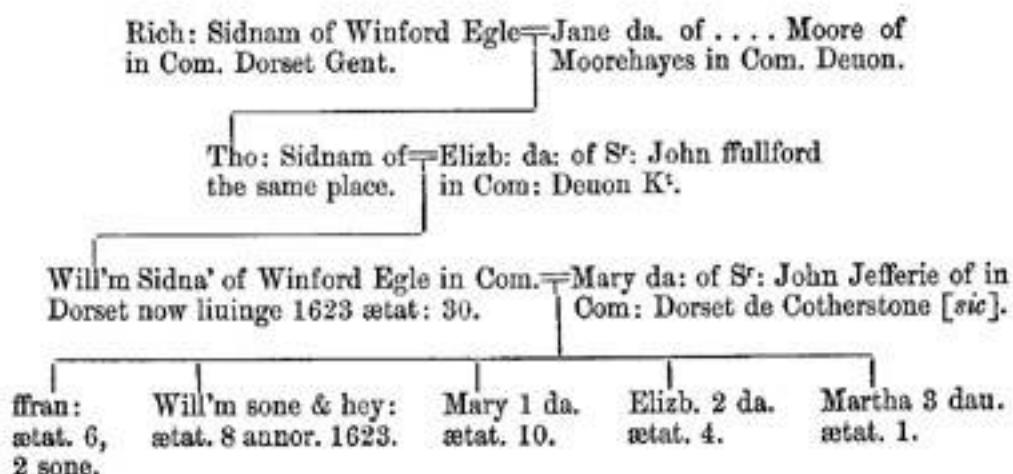 Rich: Sidnam of Winford Egle=Jane da. of .... Moore of
in Com. Dorset Gent. Moorehayes in Com. Deuon.
Tho: Sidnam of=Elizb: da: of Sʳ: John ffullford
the same place. in Com: Deuon Kᵗ.
Will'm Sidna' of Winford Egle in Com.=Mary da: of Sʳ: John Jefferie of in
Dorset now liuinge 1623 ætat: 30. Com: Dorset de Cotherstone [sic].
ffran: Will'm sone & hey: Mary 1 da. Elizb. 2 da. Martha 3 dau.
ætat. 6, ætat. 8 annor. 1623. ætat. 10. ætat. 4. ætat. 1.
2 sone.